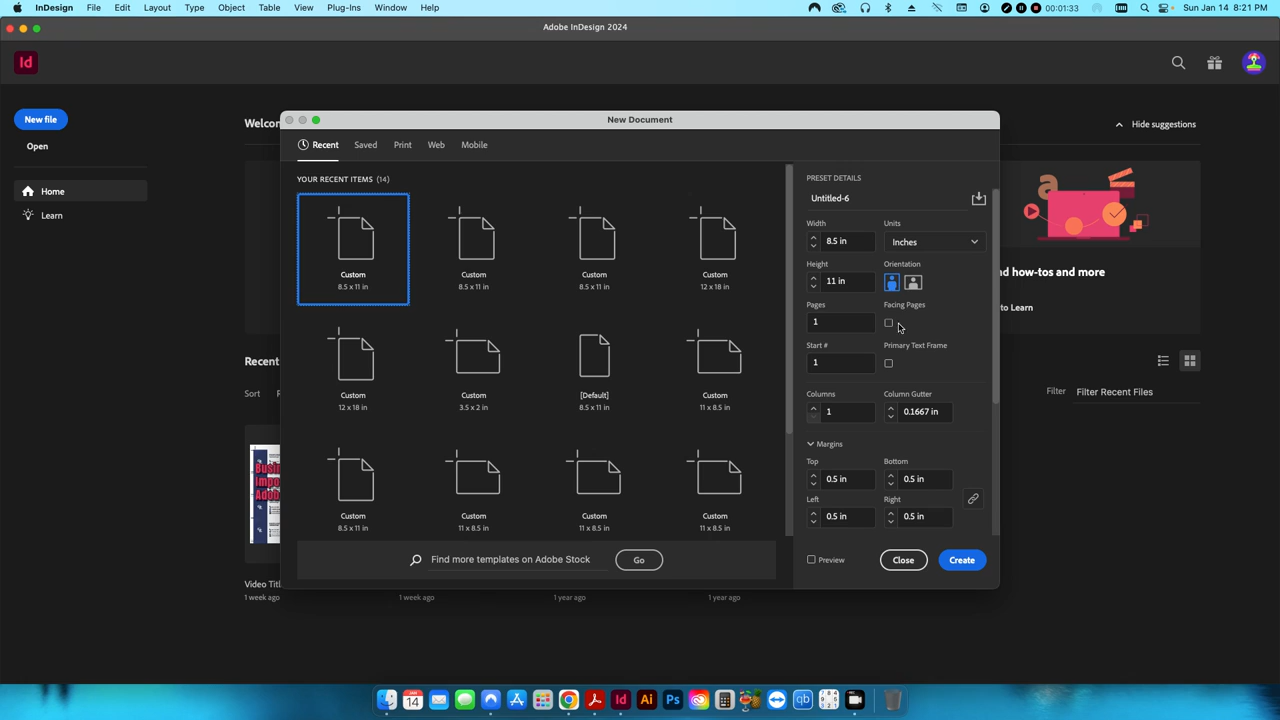 InDesign File Edit Layout Type Object Table View Plug-Ins Window Help 00:01:33 Sun Jan 14 8:21 PM
Adobe InDesign 2024
Id
New file
Open
Home
Learn
Hide suggestions
New Document
Recent Saved Print Web Mobile
YOUR RECENT ITEMS (14)
Custom
8.5 x 11 in
Custom
8.5 x 11 in
Custom
8.5 x 11 in
Custom
12 x 18 in
Custom
12 x 18 in
Custom
3.5 x 2 in
[Default]
8.5 x 11 in
Custom
11 x 8.5 in
Custom
8.5 x 11 in
Custom
11 x 8.5 in
Custom
11 x 8.5 in
Custom
11 x 8.5 in
Find more templates on Adobe Stock Go
PRESET DETAILS
Untitled-6
Width Units
8.5 in Inches
Height Orientation
11 in
Pages Facing Pages
1
Start # Primary Text Frame
1
Columns Column Gutter
1 0.1667 in
Margins
Top Bottom
0.5 in 0.5 in
Left Right
0.5 in 0.5 in
Preview Close Create
nd how-tos and more
to Learn
Recent
Sort
Filter Filter Recent Files
Video Titl
1 week ago 1 week ago 1 year ago 1 year ago
JAN
14
Id Ai Ps qb